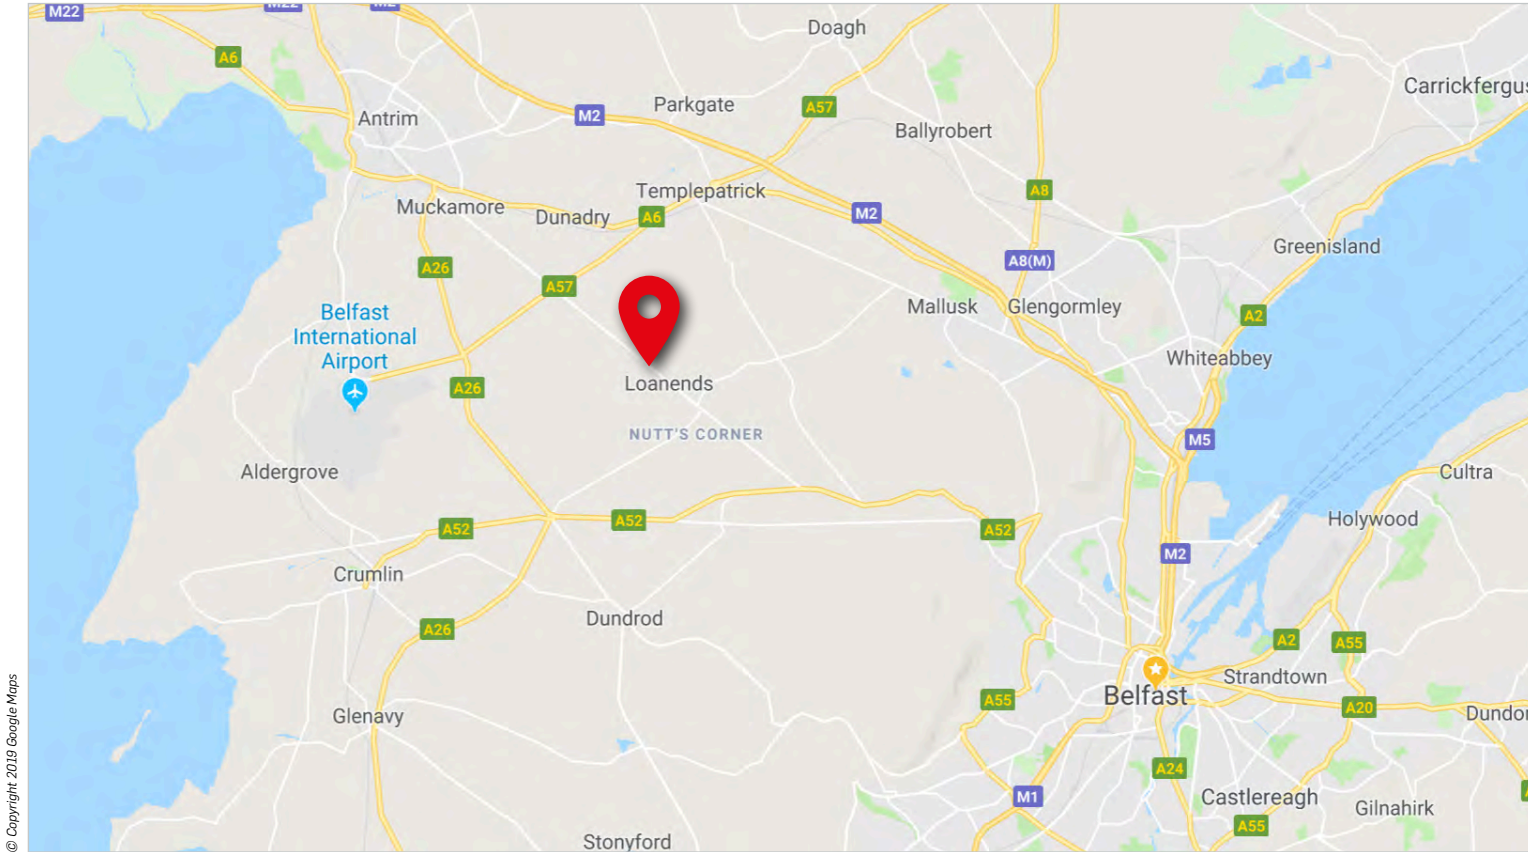 M22
M2
M2
Doagh
A6
Carrickfergus
Antrim
M2
Parkgate
A57
Ballyrobert
Templepatrick
A8
Muckamore
Dunadry
A6
M2
Greenisland
A26
A8(M)
A57
Mallusk
Glengormley
A2
Belfast
International
Airport
Whiteabbey
A26
Loanends
NUTT'S CORNER
M5
Aldergrove
Cultra
A52
A52
A52
Holywood
M2
Crumlin
Dundrod
A26
A2
A55
Strandtown
Belfast
A55
A20
Glenavy
Dundon
A24
M1
Castlereagh
Gilnahirk
A55
Stonyford
© Copyright 2019 Google Maps